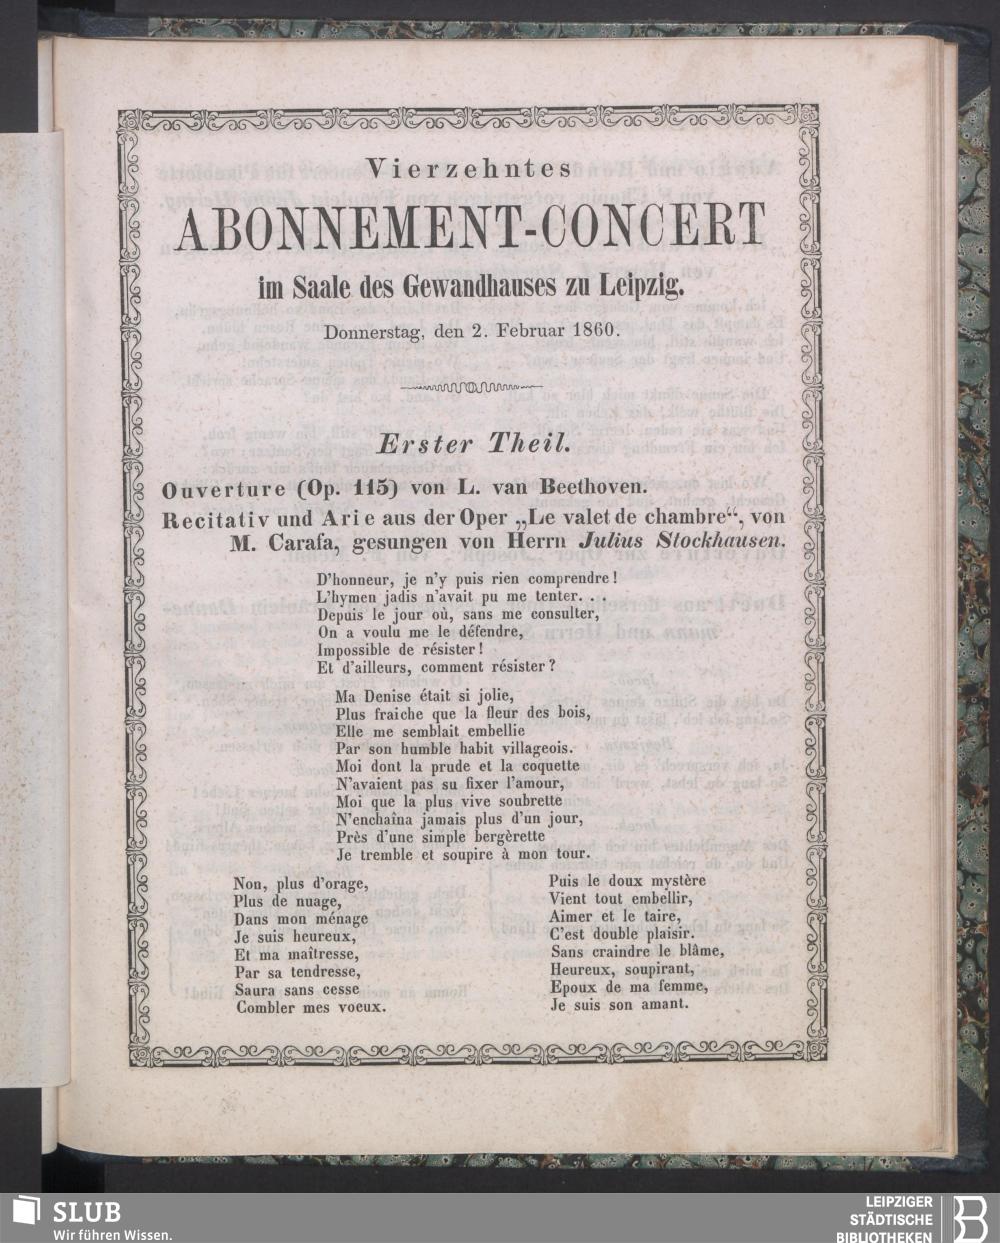 Vierzehntes
ABONNEMENT-CONCERT
im Saale des Gewandhauses zu Leipzig.
Donnerstag, den 2. Februar 1860.
Erster Theil.
Ouverture (Op. 115) von L. van Beethoven.
Recitativ und Arie aus der Oper „Le valet de chambre“, von
M. Carafa, gesungen von Herrn Julius Stockhausen.
D'honneur, je n'y puis rien comprendre!
L'hymen jadis n'avait pu me tenter. . .
Depuis le jour où, sans me consulter,
On a voulu me le défendre,
Impossible de résister!
Et d'ailleurs, comment résister?
Ma Denise était si jolie,
Plus fraiche que la fleur des bois,
Elle me semblait embellie
Par son humble habit villageois.
Moi dont la prude et la coquette
N'avaient pas su fixer l'amour,
Moi que la plus vive soubrette
N'enchaîna jamais plus d'un jour,
Près d'une simple bergèrette
Je tremble et soupire à mon tour.
Non, plus d'orage,
Plus de nuage,
Dans mon ménage
Je suis heureux,
Et ma maîtresse,
Par sa tendresse,
Saura sans cesse
Combler mes voeux.
Puis le doux mystère
Vient tout embellir,
Aimer et le taire,
C'est double plaisir.
Sans craindre le blâme,
Heureux, soupirant,
Epoux de ma femme,
Je suis son amant.
SLUB
Wir führen Wissen.
LEIPZIGER
STÄDTISCHE
BIBLIOTHEKEN